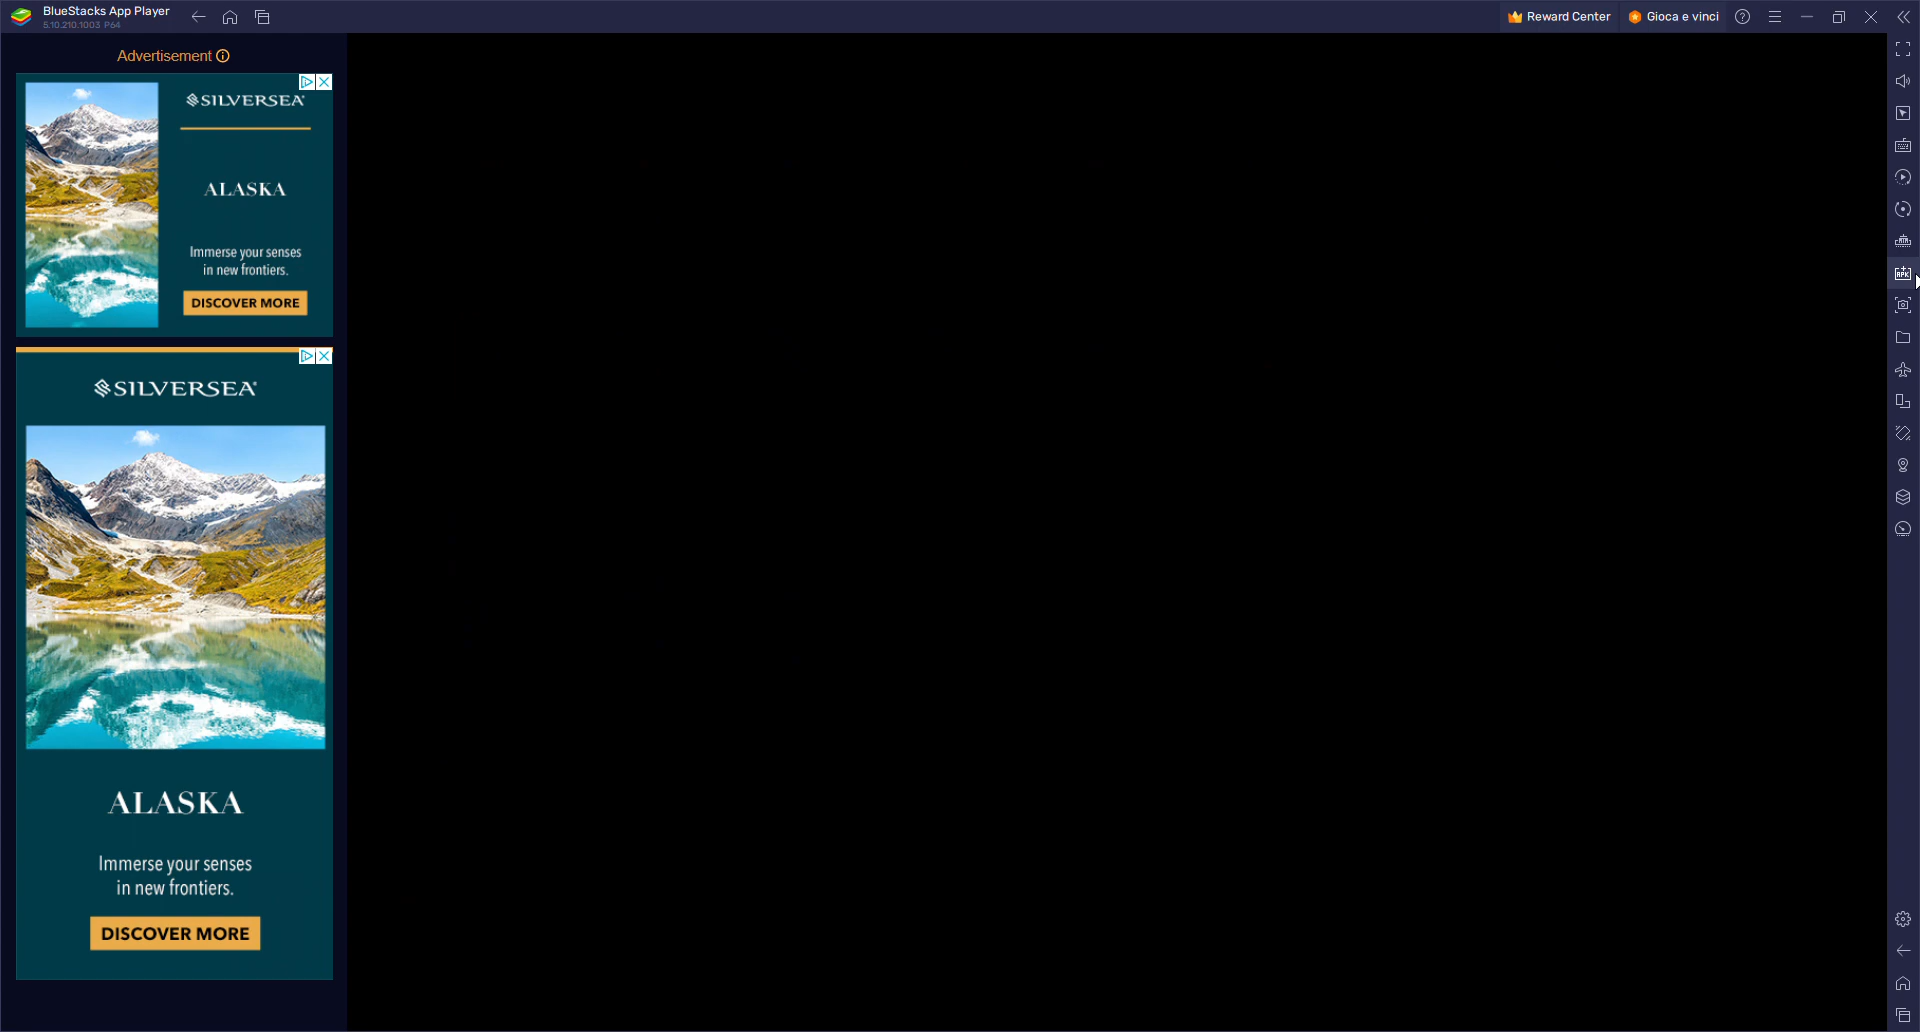 BlueStacks App Player
5.10.210.1003 P64
Reward Center
Gioca e vinci
Advertisement
SILVERSEA
ALASKA
Immerse your senses
in new frontiers.
DISCOVER MORE
SILVERSEA
ALASKA
Immerse your senses
in new frontiers.
DISCOVER MORE
APK